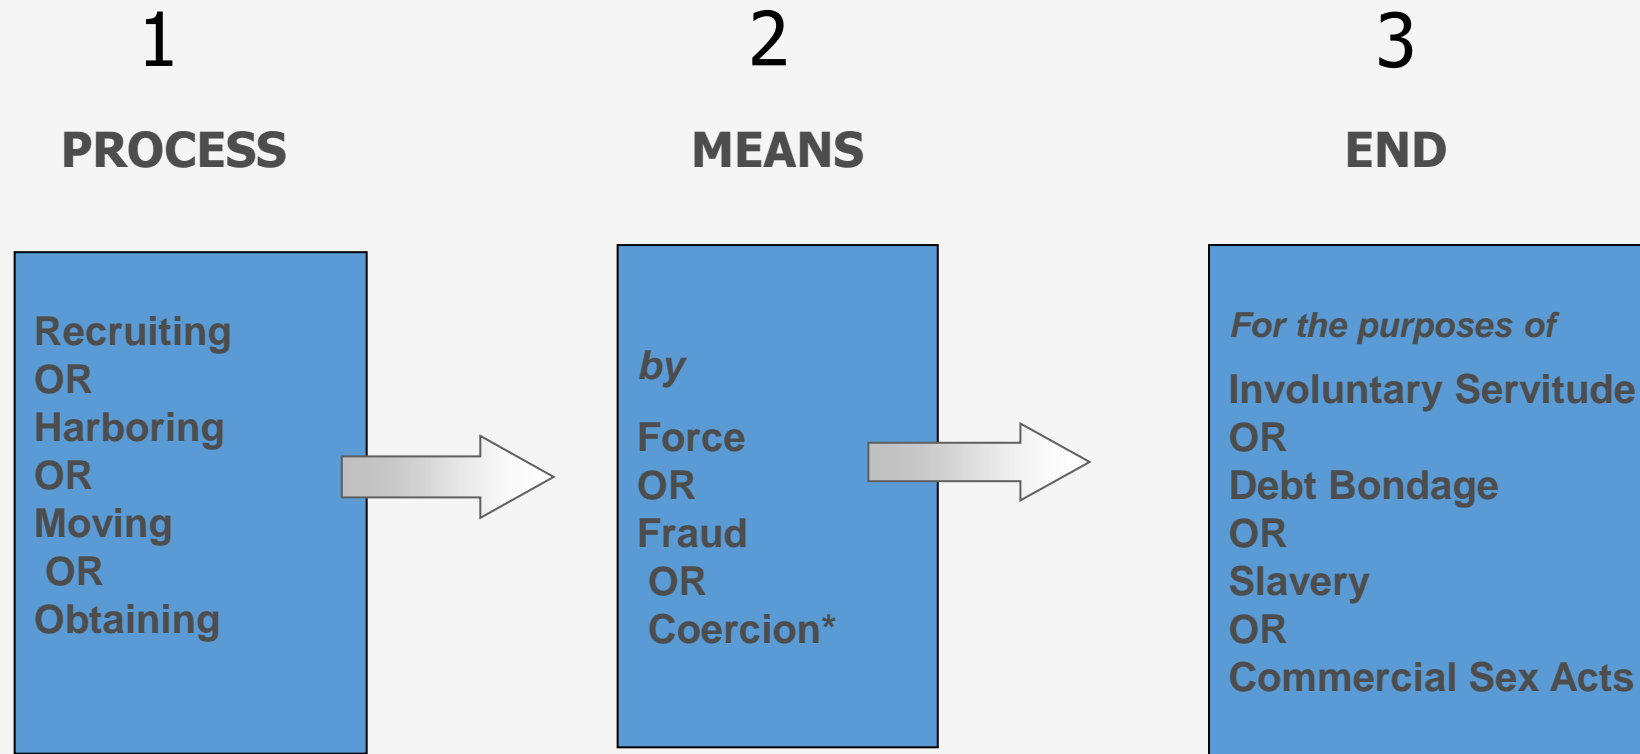 1
PROCESS
Recruiting
OR
Harboring
OR
Moving
OR
Obtaining
2
MEANS
by
Force
OR
Fraud
OR
Coercion*
3
END
For the purposes of
Involuntary Servitude
OR
Debt Bondage
OR
Slavery
OR
Commercial Sex Acts